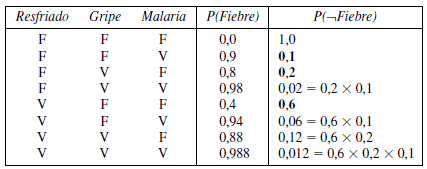 Resfriado Gripe Malaria P(Fiebre) P(¬Fiebre)
F F F 0,0 1,0
F F V 0,9 0,1
F V F 0,8 0,2
F V V 0,98 0,02 = 0,2 × 0,1
V F F 0,4 0,6
V F V 0,94 0,06 = 0,6 × 0,1
V V F 0,88 0,12 = 0,6 × 0,2
V V V 0,988 0,012 = 0,6 × 0,2 × 0,1